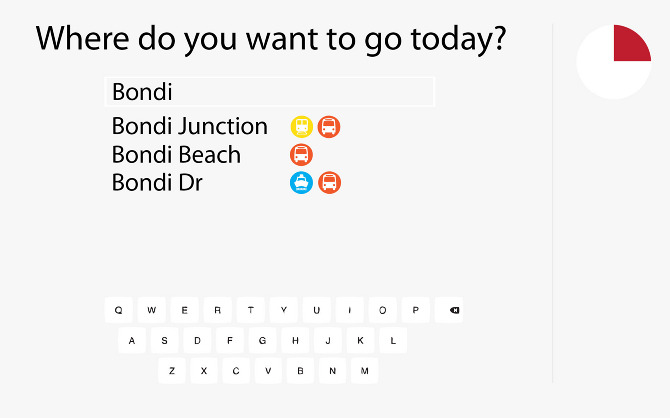 Where do you want to go today?
Bondi
Bondi Junction
Bondi Beach
Bondi Dr
Q W E R T Y U I O P
A S D F G H J K L
Z X C V B N M